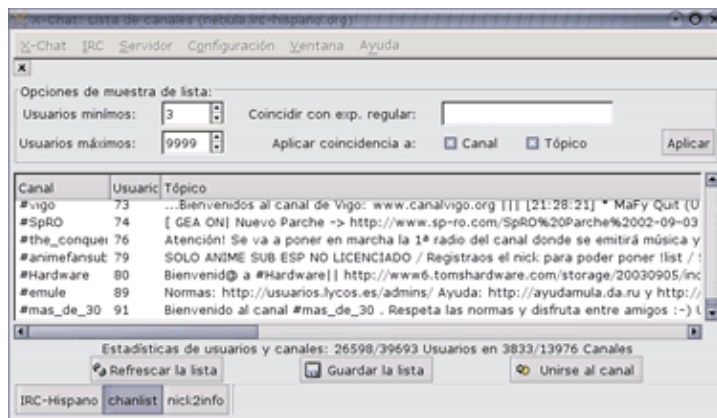 X-Chat: Lista de canales (nebula.irc-hispano.org)
X-Chat IRC Servidor Configuración Ventana Ayuda
Opciones de muestra de lista:
Usuarios minímos: 3 Coincidir con exp. regular:
Usuarios máximos: 9999 Aplicar coincidencia a: Canal Tópico Aplicar
Canal Usuaric Tópico
#vigo 73 ...Bienvenidos al canal de Vigo: www.canalvigo.org ||| [21:28:21] * MaFy Quit (U
#SpRO 74 [ GEA ON| Nuevo Parche -> http://www.sp-ro.com/SpRO%20Parche%2002-09-03
#the_conquer 76 Atención! Se va a poner en marcha la 1ª radio del canal donde se emitirá música y
#animefansub 79 SOLO ANIME SUB ESP NO LICENCIADO / Registraos el nick para poder poner !list /
#Hardware 80 Bienvenid@ a #Hardware|| http://www6.tomshardware.com/storage/20030905/inc
#emule 89 Normas: http://usuarios.lycos.es/admins/ Ayuda: http://ayudamula.da.ru y http:/
#mas_de_30 91 Bienvenido al canal #mas_de_30 . Respeta las normas y disfruta entre amigos :-)
Estadísticas de usuarios y canales: 26598/39693 Usuarios en 3833/13976 Canales
Refrescar la lista Guardar la lista Unirse al canal
IRC-Hispano chanlist nick2info